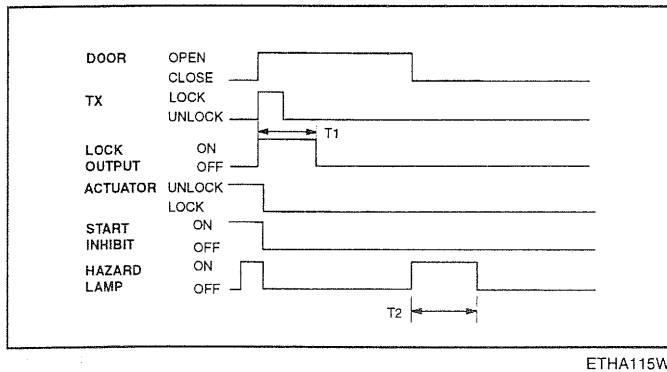 DOOR OPEN
CLOSE
TX LOCK
UNLOCK
T1
LOCK ON
OUTPUT OFF
ACTUATOR UNLOCK
LOCK
START ON
INHIBIT OFF
HAZARD ON
LAMP OFF
T2
ETHA115W